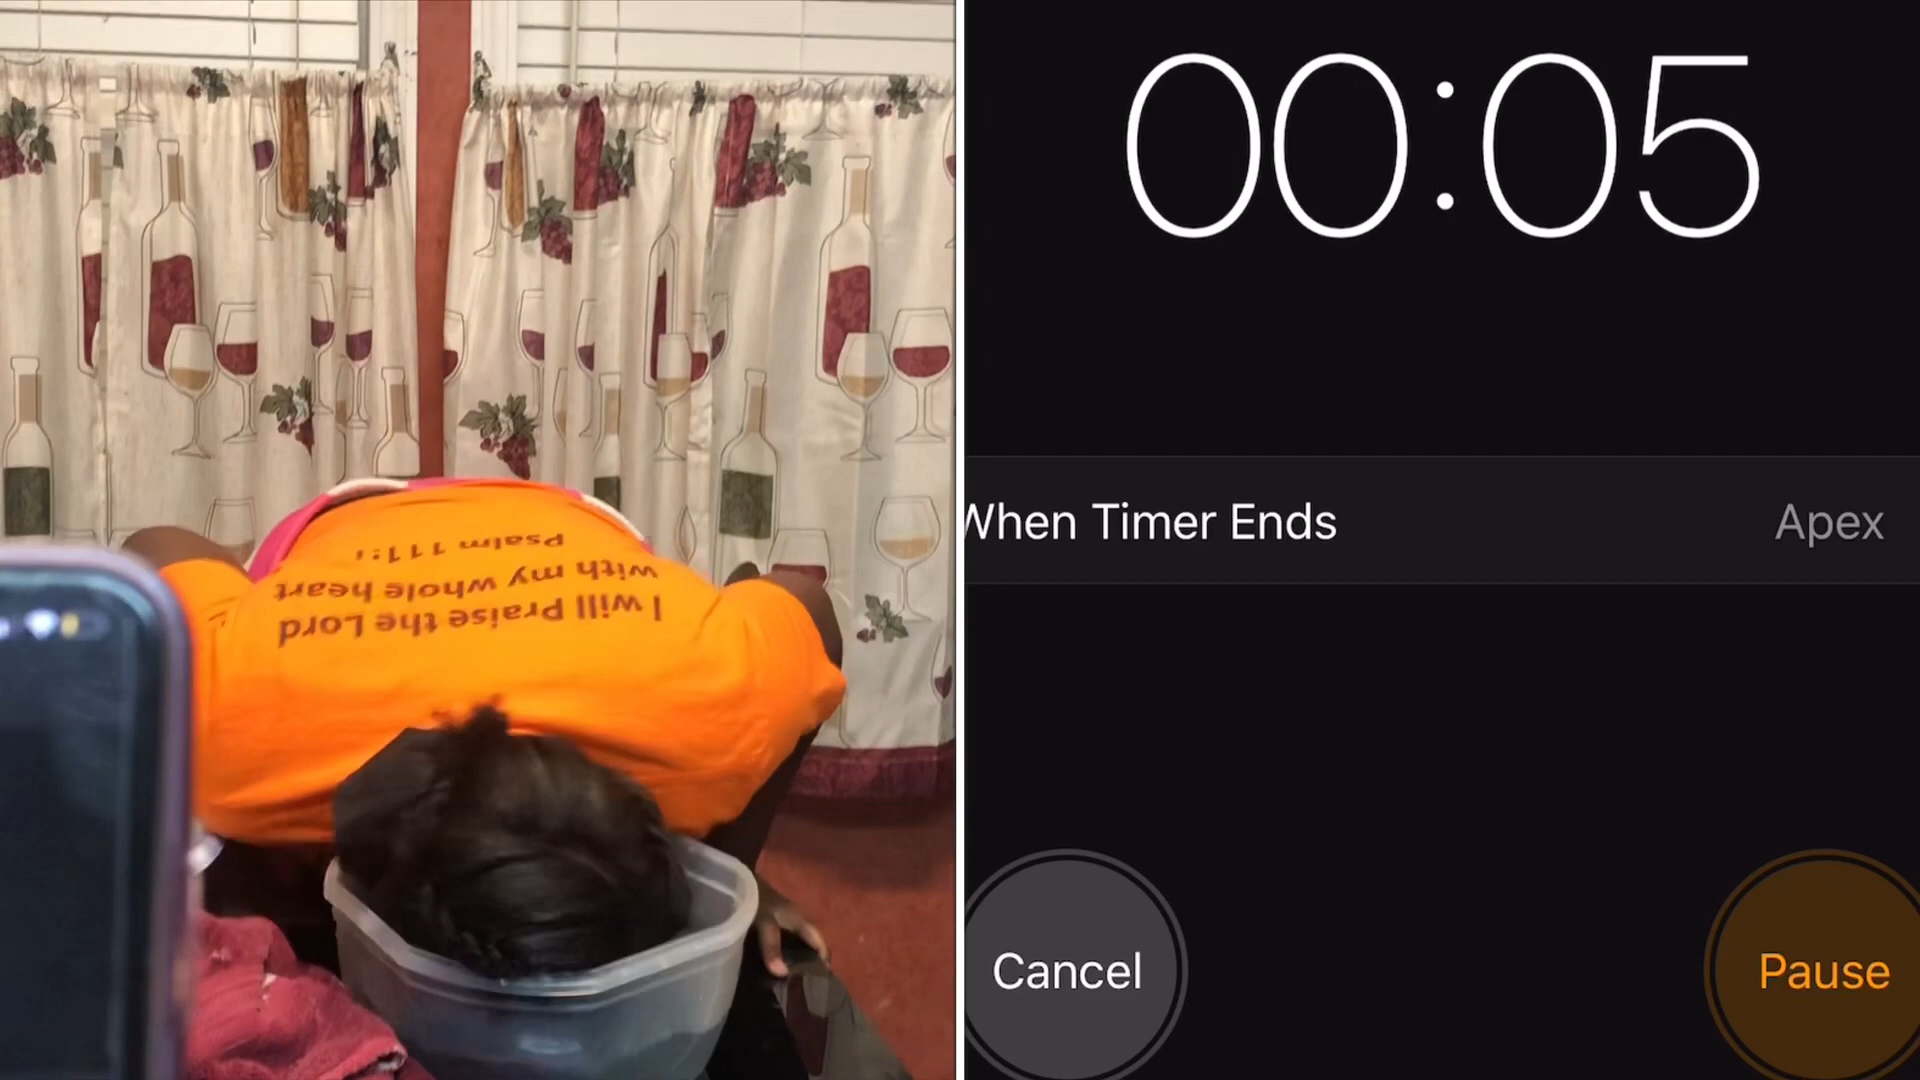 I will Praise the Lord
with my whole heart
Psalm 111:1
00:05
When Timer Ends
Apex
Cancel
Pause